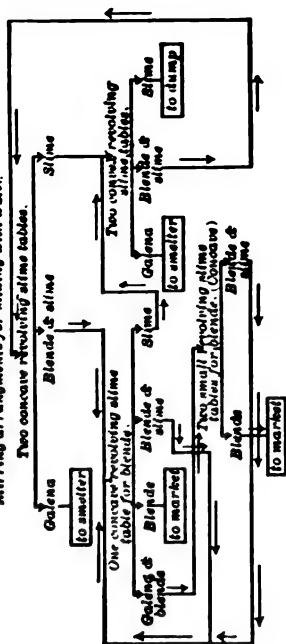 arrangements for
Two concave revolving slime tables.
Galena
Blende & slime
Slime
to smelter
One concave revolving slime
table for blende.
Galena &
blende
Blende
Blende &
slime
Slime
to market
Two convex revolving
slime tables.
Galena
Blende &
slime
Slime
to smelter
to dump
Two small revolving slime
tables for blende. (Concave)
Blende
Blende &
slime
to market